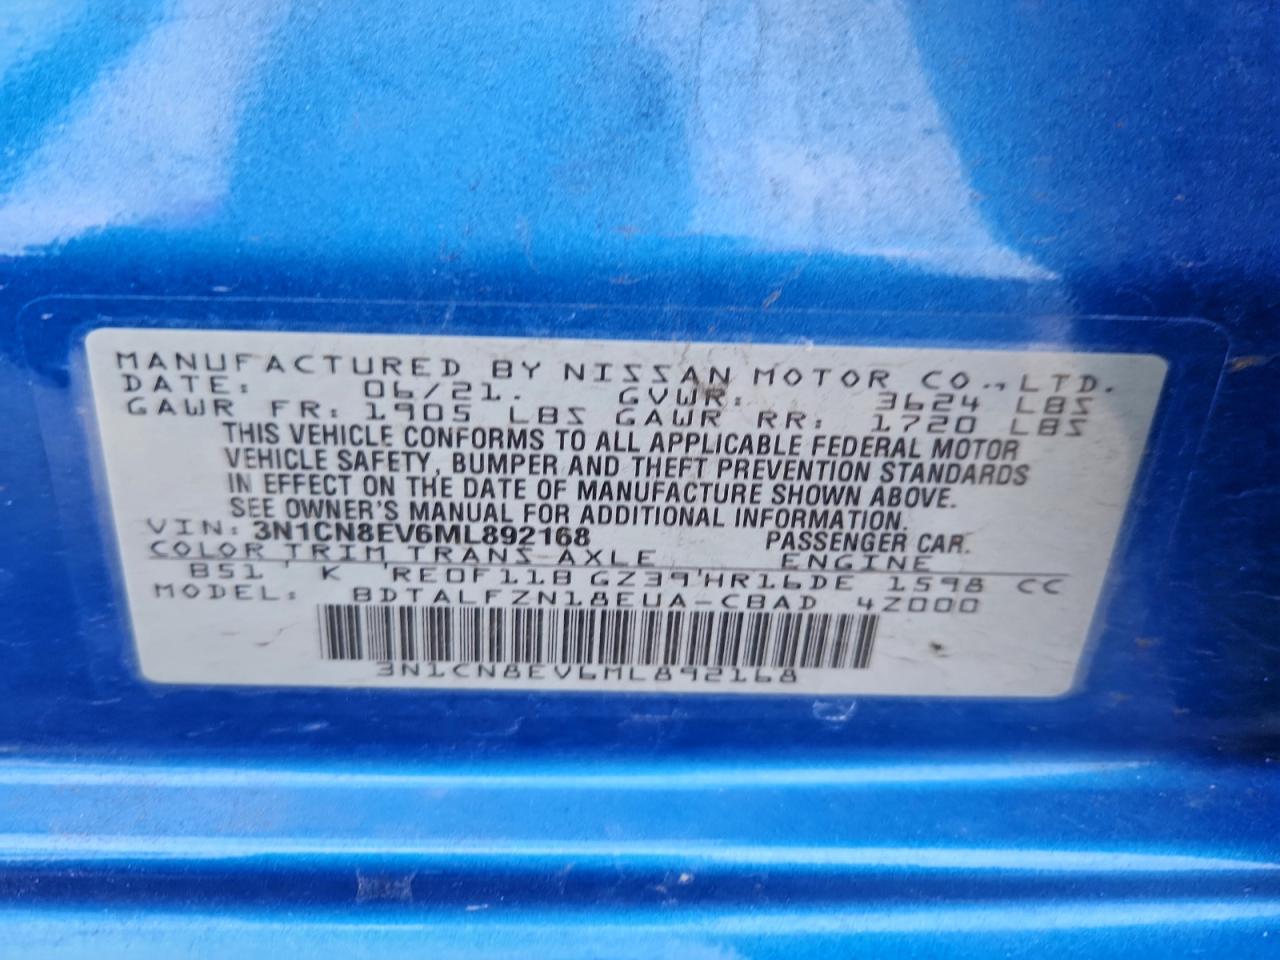 MANUFACTURED BY NISSAN MOTOR CO., LTD.
DATE: 06/21. GVWR: 3624 LBS
GAWR FR: 1905 LBS GAWR RR: 1720 LBS
THIS VEHICLE CONFORMS TO ALL APPLICABLE FEDERAL MOTOR
VEHICLE SAFETY, BUMPER AND THEFT PREVENTION STANDARDS
IN EFFECT ON THE DATE OF MANUFACTURE SHOWN ABOVE.
SEE OWNER'S MANUAL FOR ADDITIONAL INFORMATION.
VIN: 3N1CN8EV6ML892168 PASSENGER CAR.
COLOR TRIM TRANS AXLE ENGINE
B51 ' K 'RE0F11B GZ39'HR16DE 1598 CC
MODEL: BDTALFZN18EUA-CBAD 4Z000
3N1CN8EV6ML892168